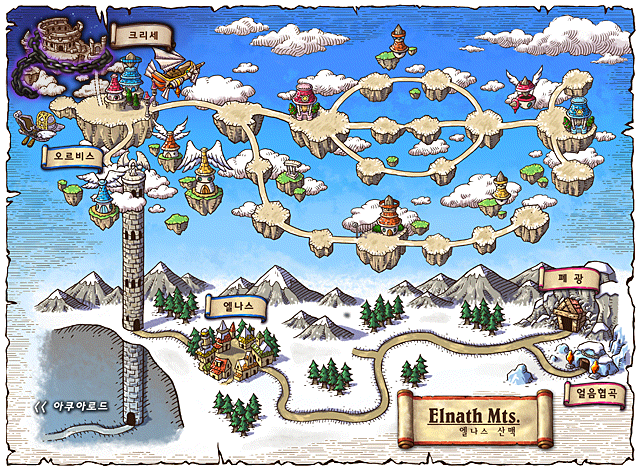 크리세
오르비스
엘나스
폐 광
얼음협곡
<< 아쿠아로드
Elnath Mts.
엘나스 산맥